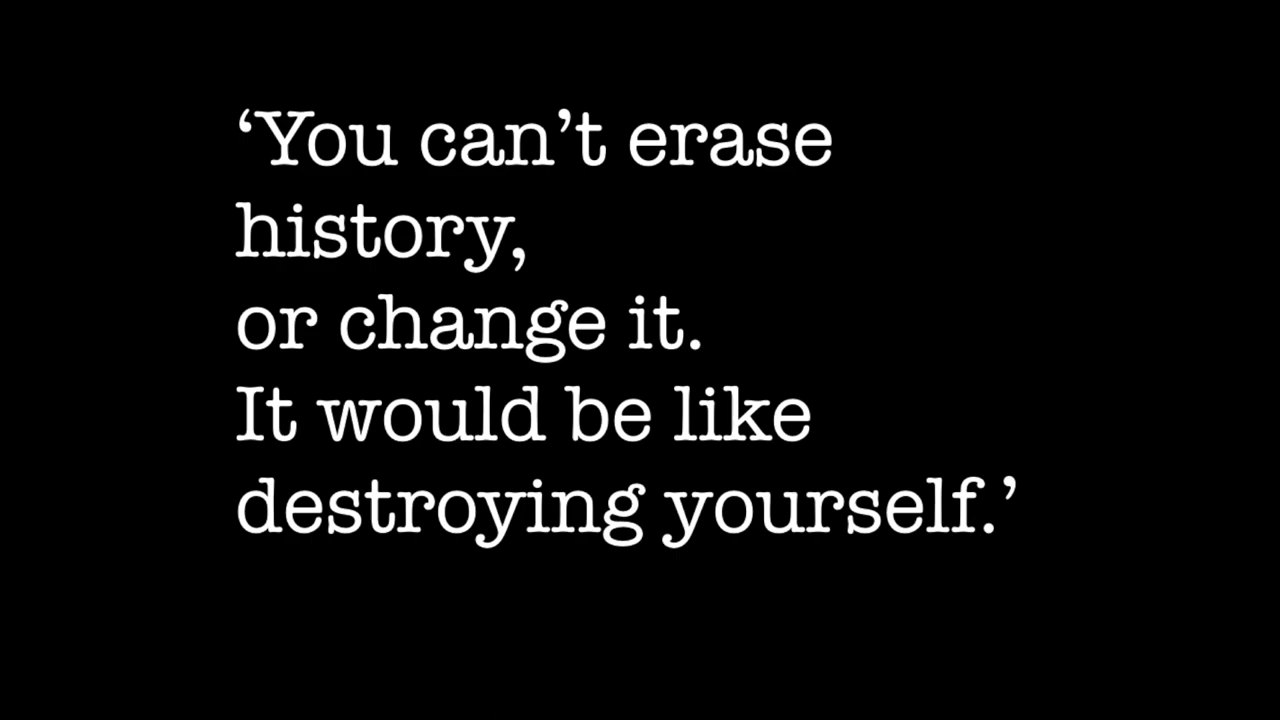 ‘You can’t erase
history,
or change it.
It would be like
destroying yourself.’